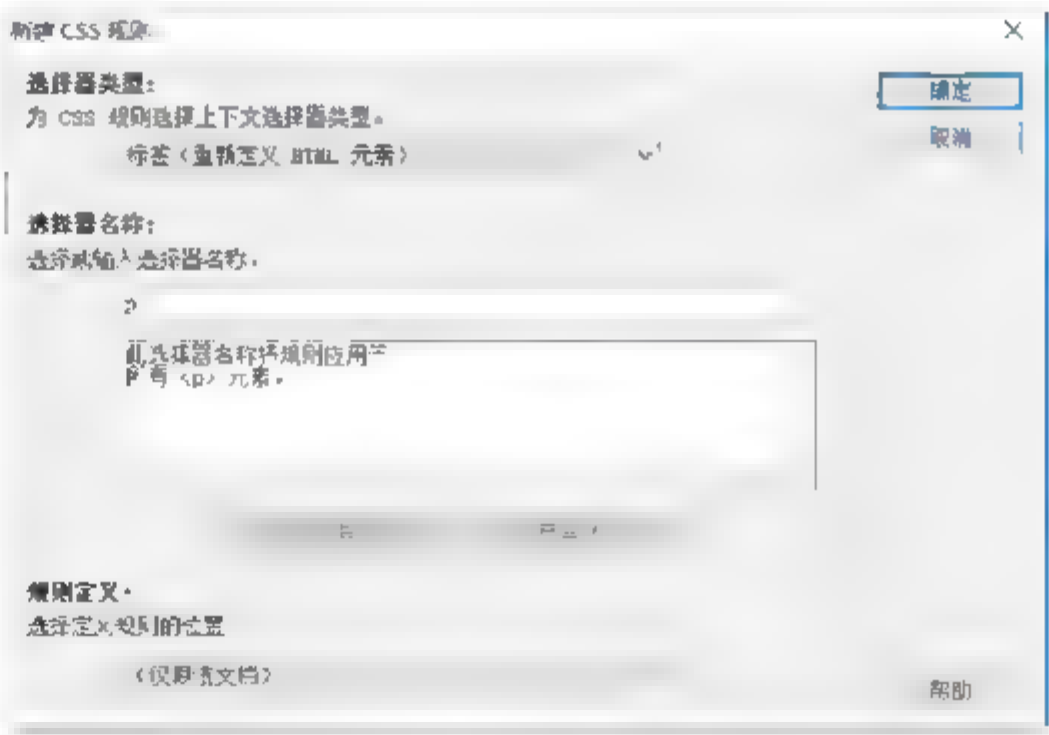 新建 CSS 规则
选择器类型:
确定
为 CSS 规则选择上下文选择器类型。
取消
标签（重新定义 HTML 元素）
选择器名称:
选择或输入选择器名称。
p
此选择器名称将规则应用于
所有 <p> 元素。
规则定义:
选择定义规则的位置
（仅限该文档）
帮助